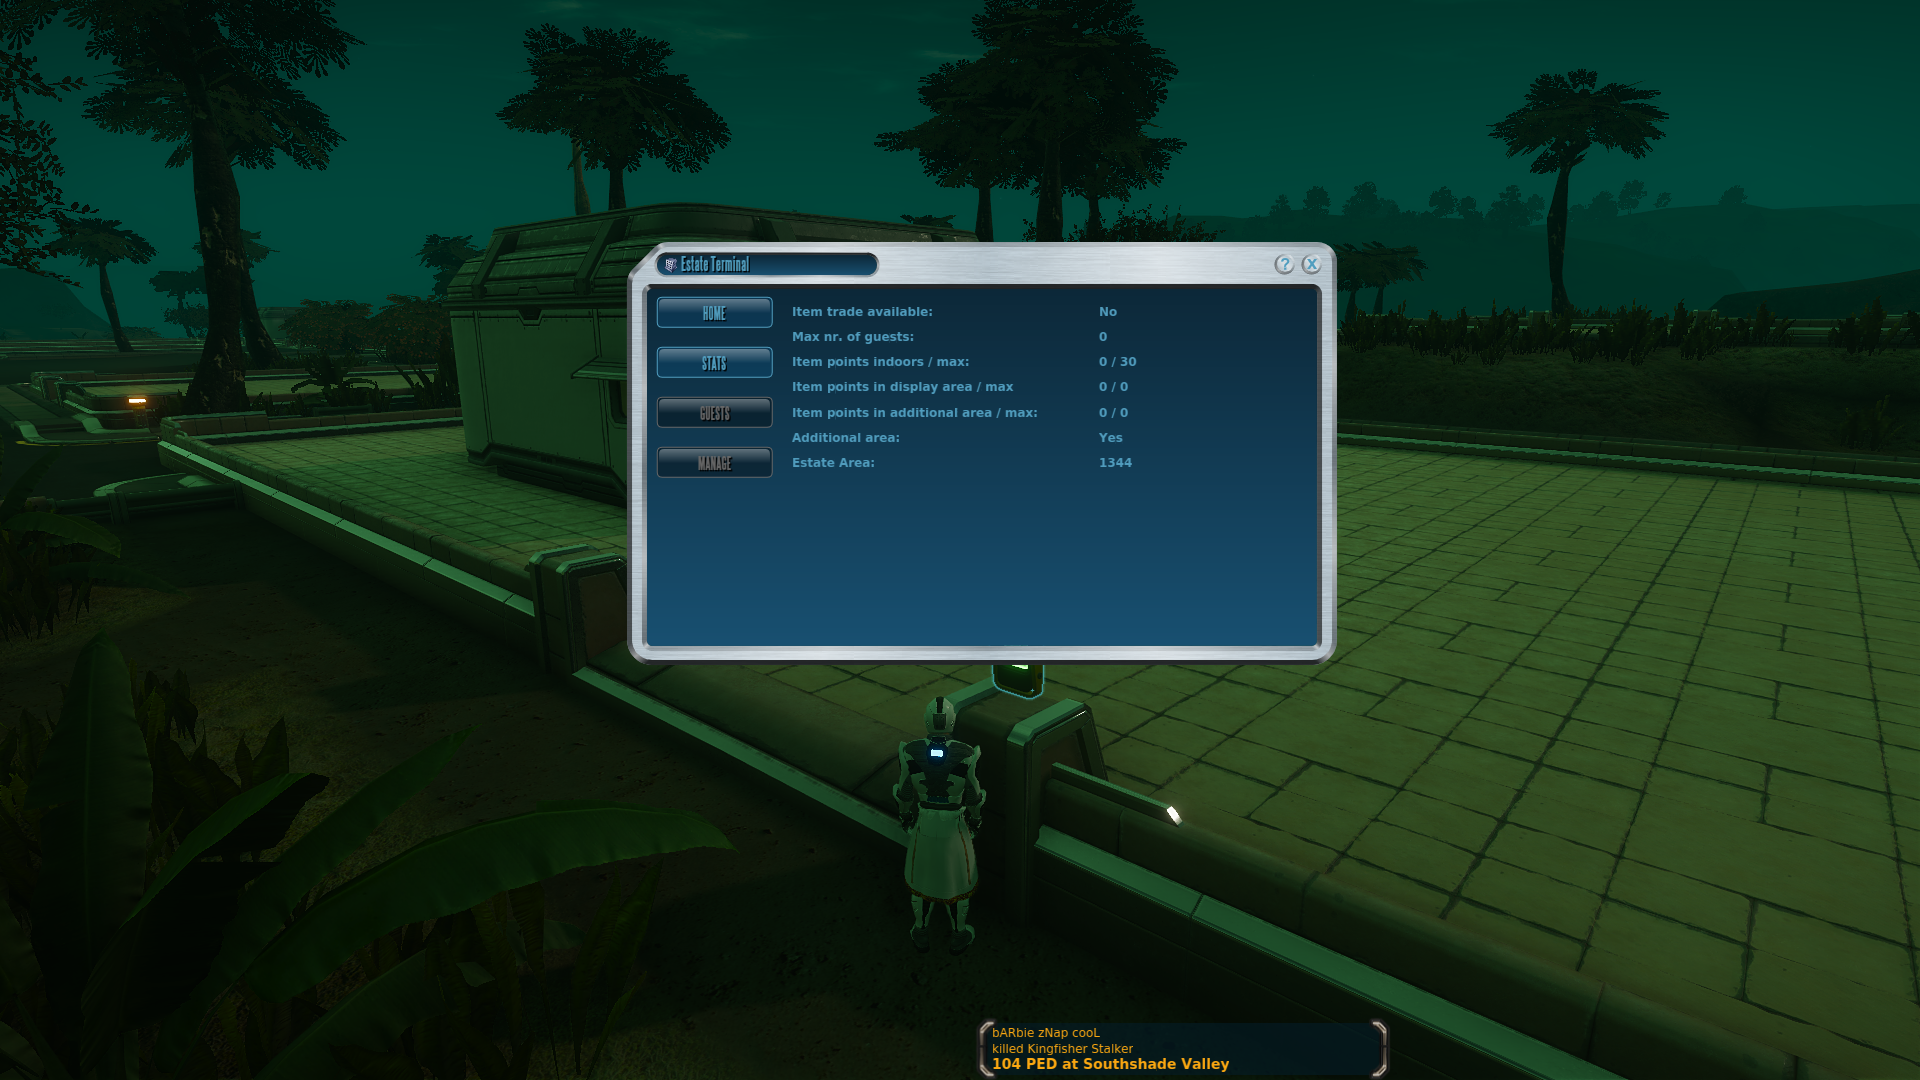 Estate Terminal
?
X
HOME
STATS
GUESTS
MANAGE
Item trade available: No
Max nr. of guests: 0
Item points indoors / max: 0 / 30
Item points in display area / max 0 / 0
Item points in additional area / max: 0 / 0
Additional area: Yes
Estate Area: 1344
bARbie zNap cooL
killed Kingfisher Stalker
104 PED at Southshade Valley